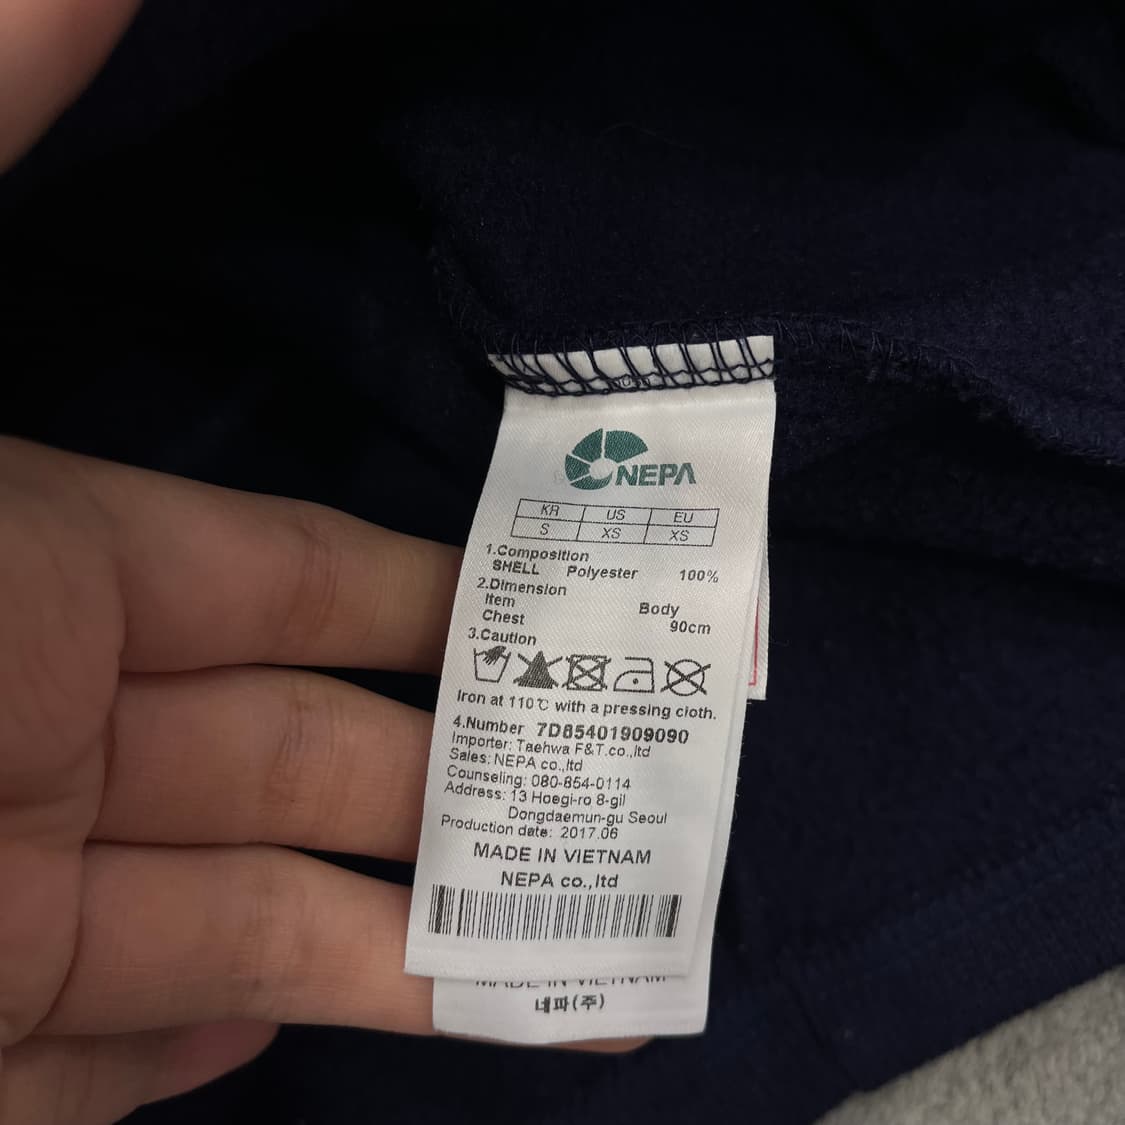 NEPA
KR US EU
S XS XS
1.Composition
SHELL Polyester 100%
2.Dimension
Item Body
Chest 90cm
3.Caution
Iron at 110℃ with a pressing cloth.
4.Number 7D85401909090
Importer: Taehwa F&T.co.,ltd
Sales: NEPA co.,ltd
Counseling: 080-854-0114
Address: 13 Hoegi-ro 8-gil
Dongdaemun-gu Seoul
Production date: 2017.06
MADE IN VIETNAM
NEPA co.,ltd
MADE IN VIETNAM
네파(주)